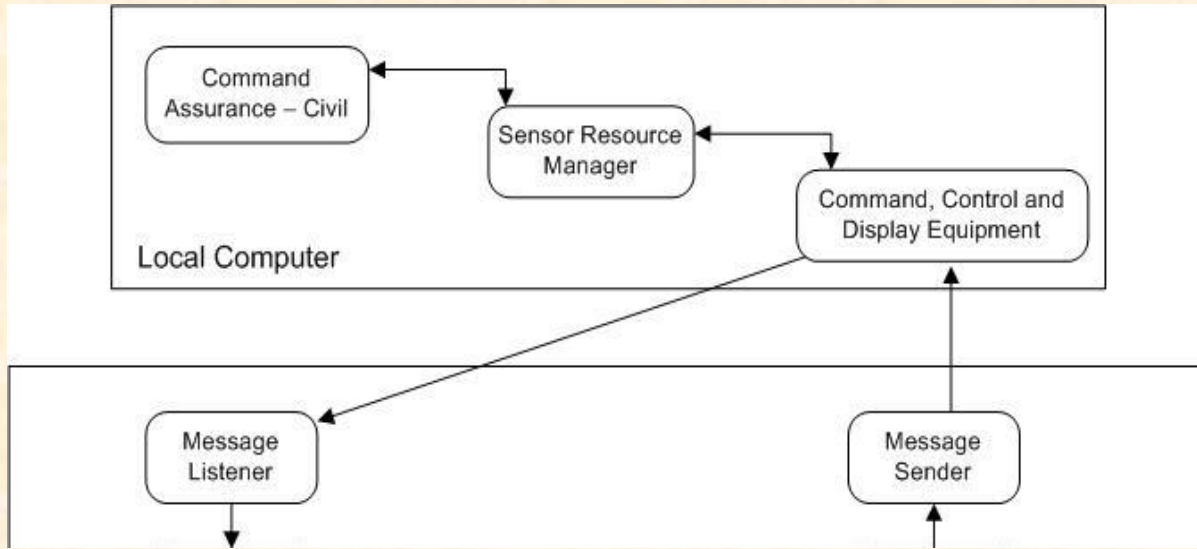 Command
Assurance – Civil
Sensor Resource
Manager
Command, Control and
Display Equipment
Local Computer
Message
Listener
Message
Sender